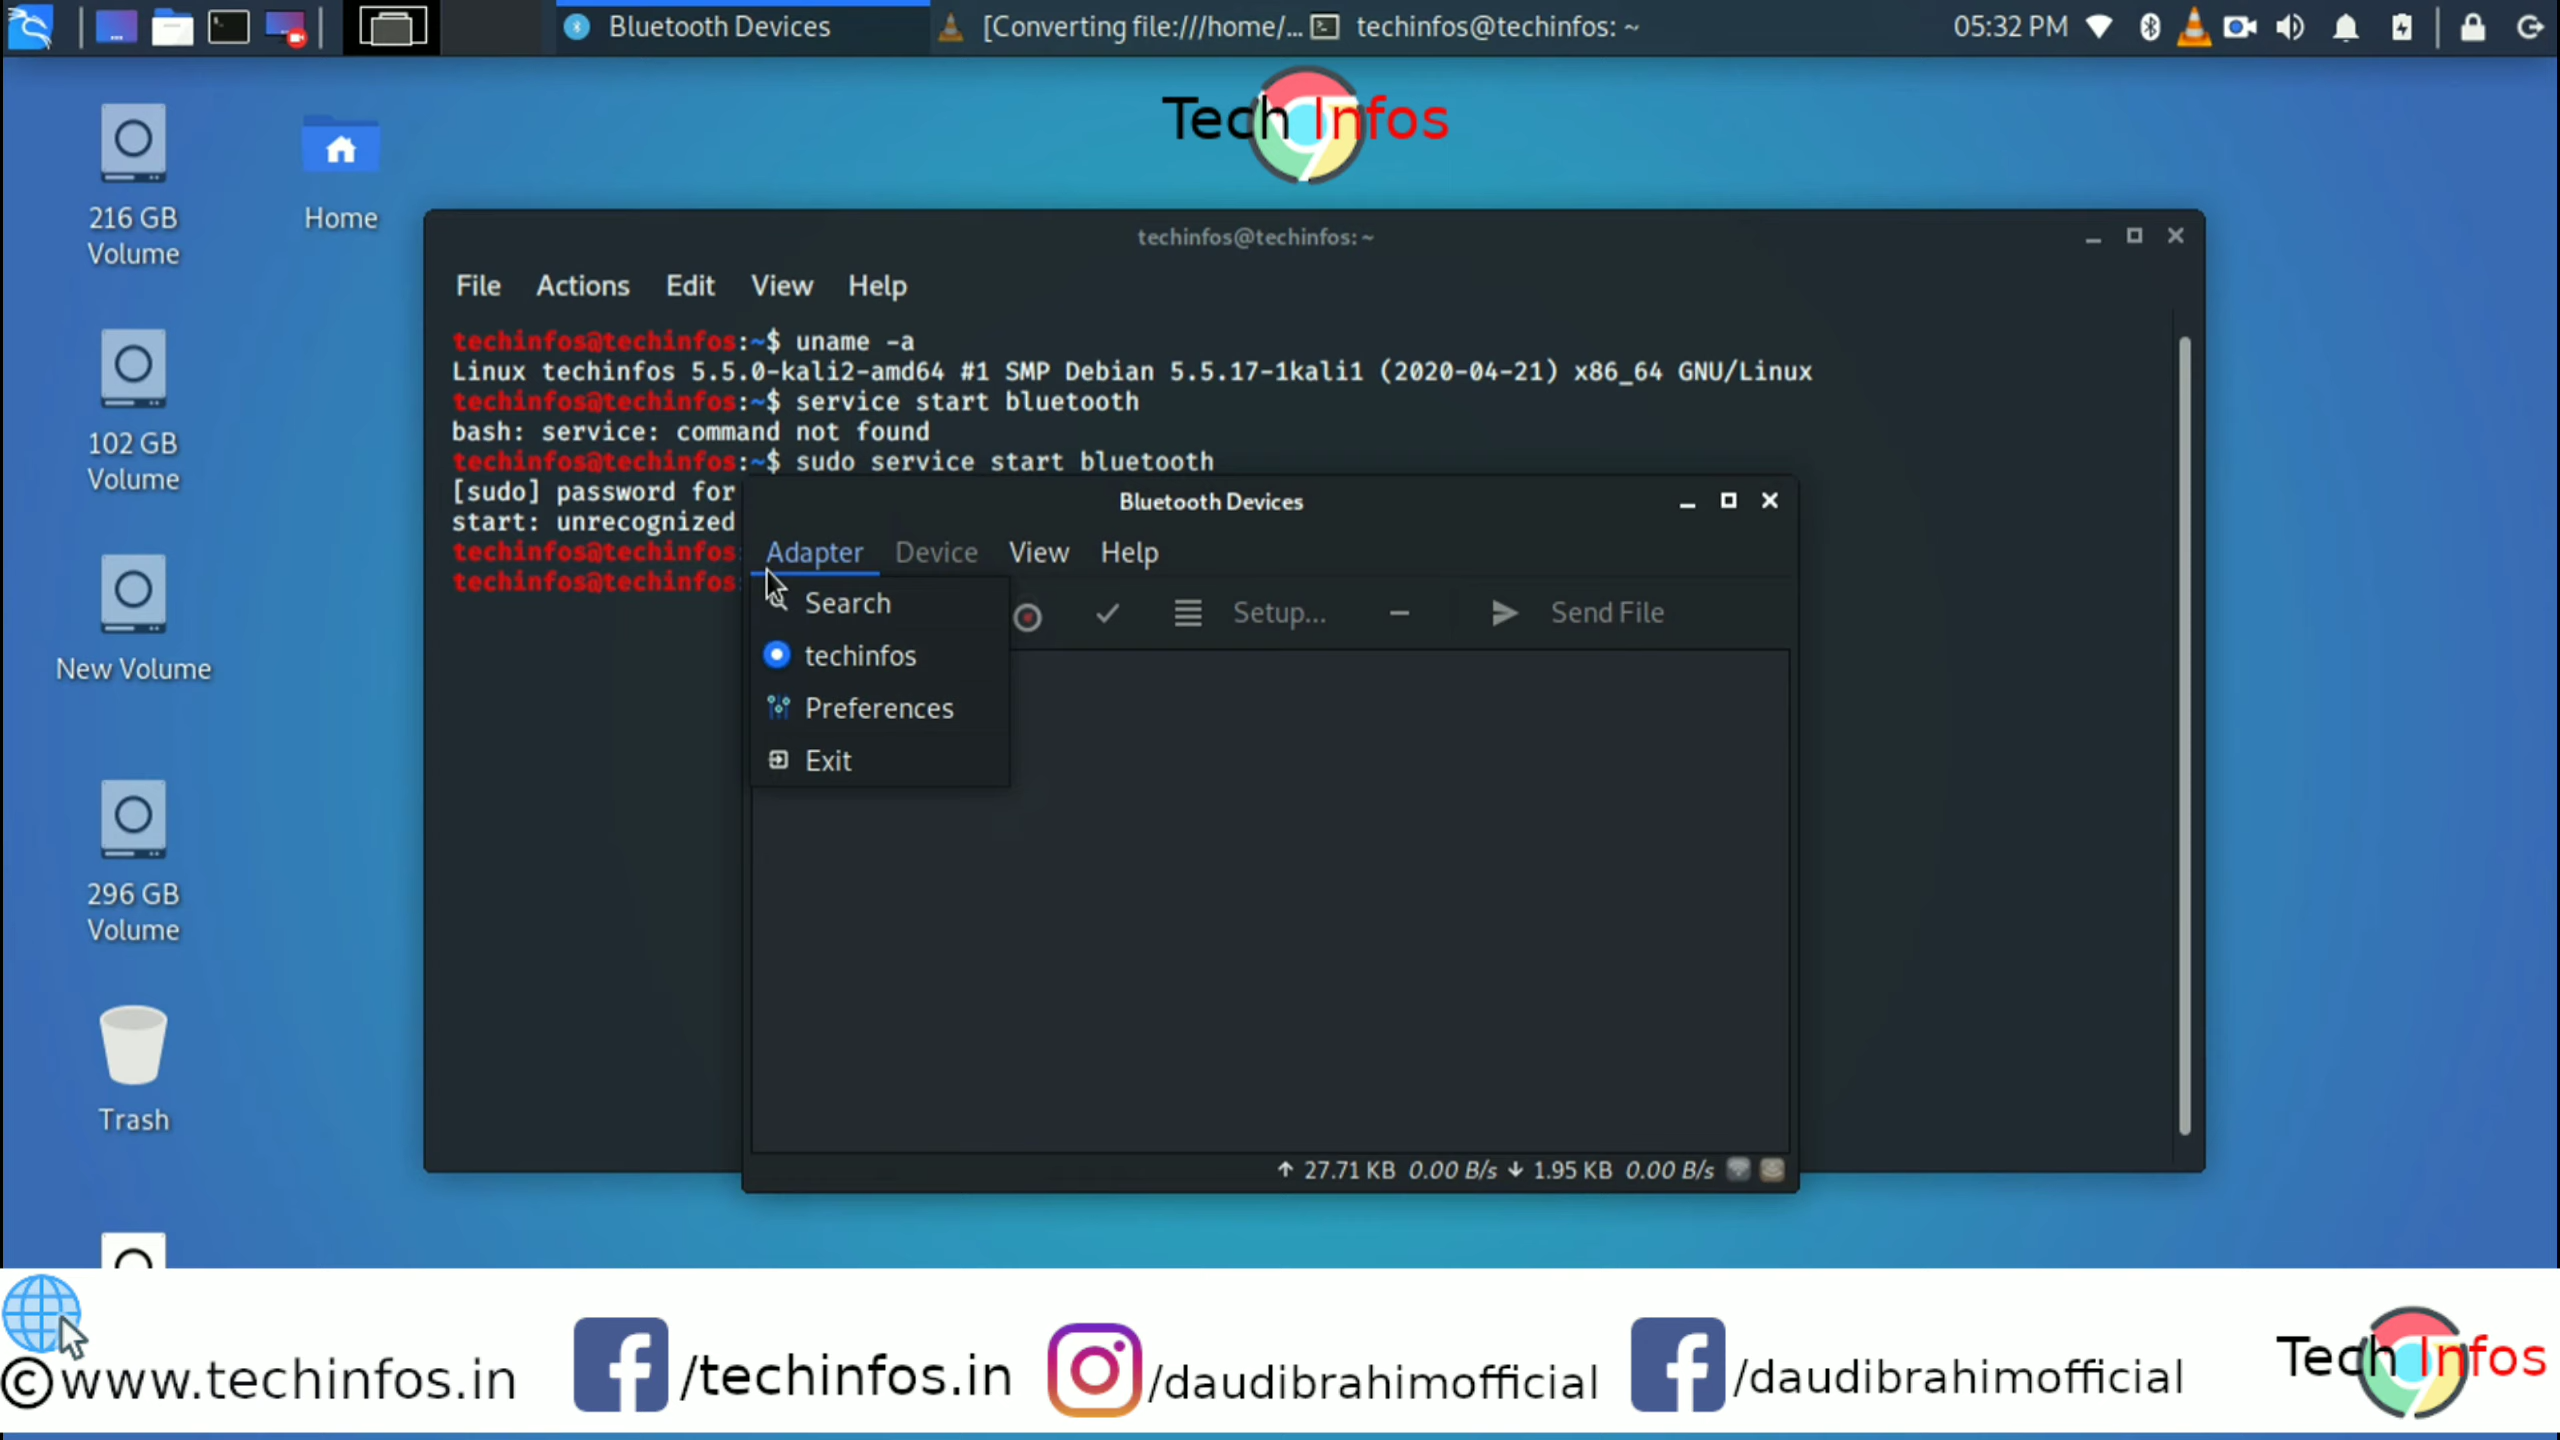 Bluetooth Devices
[Converting file:///home/...
techinfos@techinfos: ~
05:32 PM
Tech Infos
216 GB
Volume
Home
102 GB
Volume
New Volume
296 GB
Volume
Trash
techinfos@techinfos: ~
File Actions Edit View Help
techinfos@techinfos:~$ uname -a
Linux techinfos 5.5.0-kali2-amd64 #1 SMP Debian 5.5.17-1kali1 (2020-04-21) x86_64 GNU/Linux
techinfos@techinfos:~$ service start bluetooth
bash: service: command not found
techinfos@techinfos:~$ sudo service start bluetooth
[sudo] password for
start: unrecognized
techinfos@techinfos:
techinfos@techinfos:
Bluetooth Devices
Adapter Device View Help
Search
techinfos
Preferences
Exit
Setup... Send File
27.71 KB 0.00 B/s 1.95 KB 0.00 B/s
©www.techinfos.in
/techinfos.in
/daudibrahimofficial
/daudibrahimofficial
Tech Infos